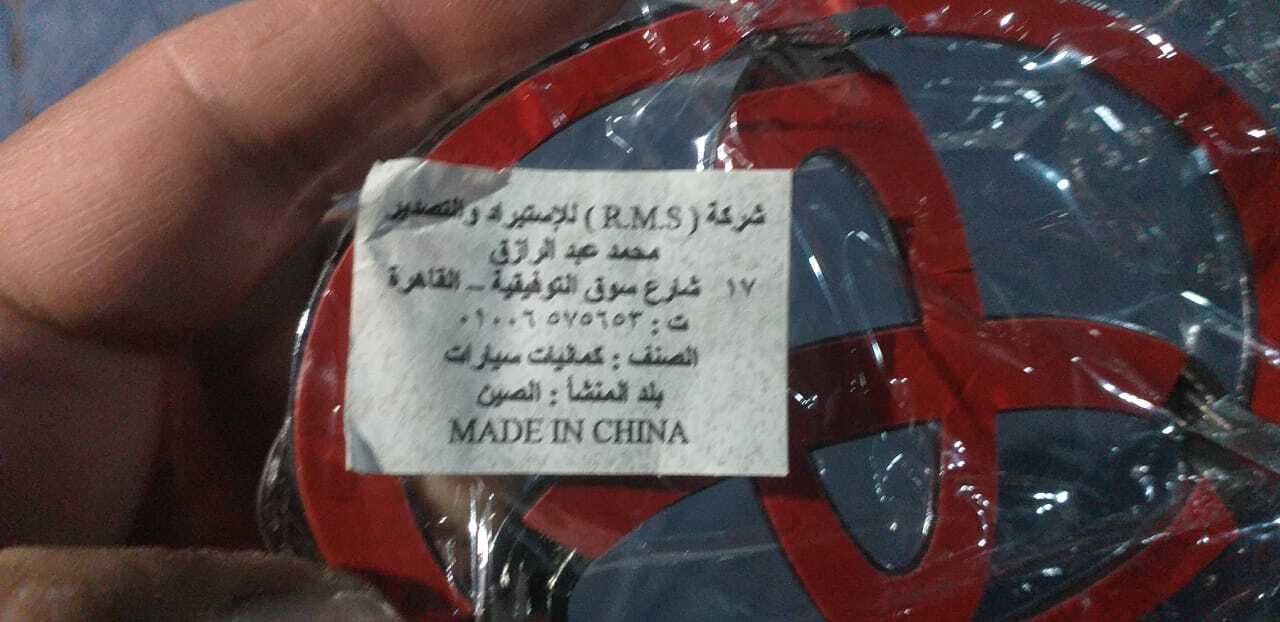 شركة ( R.M.S ) للإستيراد والتصدير
محمد عبد الرازق
١٧ شارع سوق التوفيقية - القاهرة
ت : ٠١٠٠٦٥٧٥٦٥٣
الصنف : كماليات سيارات
بلد المنشأ : الصين
MADE IN CHINA